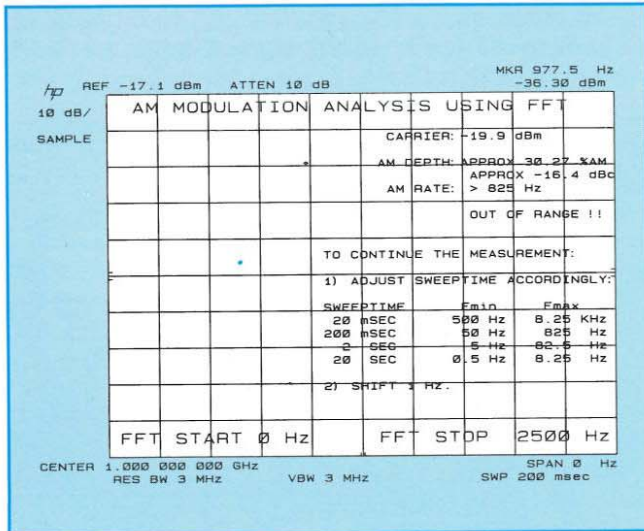 MKR 977.5 Hz
hp REF -17.1 dBm ATTEN 10 dB -36.30 dBm
10 dB/ AM MODULATION ANALYSIS USING FFT
SAMPLE CARRIER: -19.9 dBm
AM DEPTH: APPROX 30.27 %AM
APPROX -16.4 dBc
AM RATE: > 825 Hz
OUT OF RANGE !!
TO CONTINUE THE MEASUREMENT:
1) ADJUST SWEEPTIME ACCORDINGLY:
SWEEPTIME Fmin Fmax
20 mSEC 500 Hz 8.25 KHz
200 mSEC 50 Hz 825 Hz
2 SEC 5 Hz 82.5 Hz
20 SEC 0.5 Hz 8.25 Hz
2) SHIFT 1 HZ.
FFT START 0 Hz FFT STOP 2500 Hz
CENTER 1.000 000 000 GHz SPAN 0 Hz
RES BW 3 MHz VBW 3 MHz SWP 200 msec